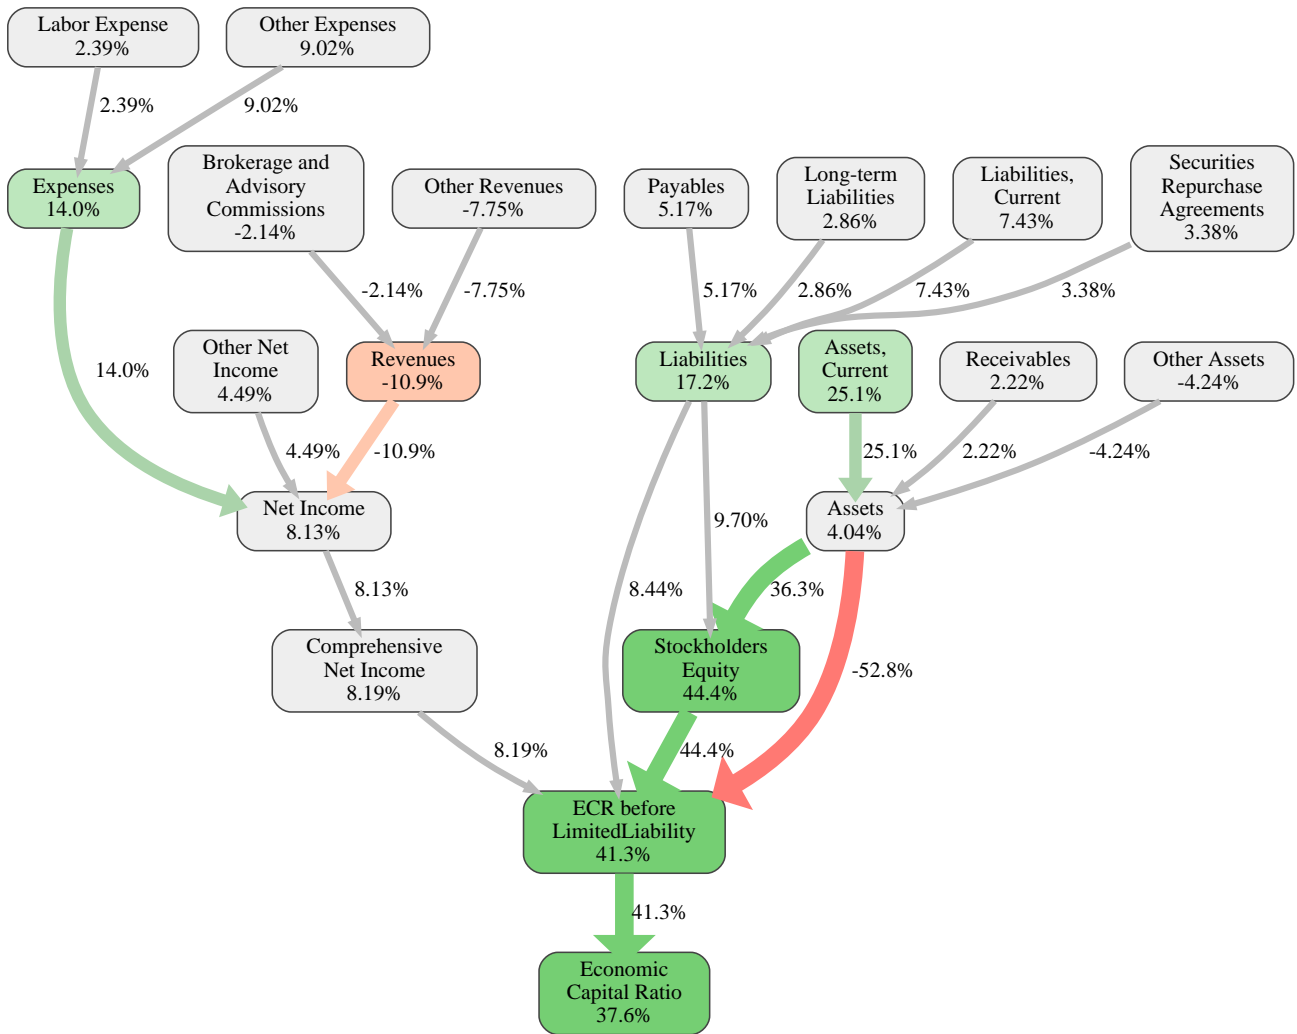 Labor Expense
2.39%
Other Expenses
9.02%
2.39%
9.02%
Expenses
14.0%
Brokerage and
Advisory
Commissions
-2.14%
Other Revenues
-7.75%
Payables
5.17%
Long-term
Liabilities
2.86%
Liabilities,
Current
7.43%
Securities
Repurchase
Agreements
3.38%
-2.14%
-7.75%
5.17%
2.86%
7.43%
3.38%
14.0%
Other Net
Income
4.49%
Revenues
-10.9%
Liabilities
17.2%
Assets,
Current
25.1%
Receivables
2.22%
Other Assets
-4.24%
4.49%
-10.9%
25.1%
2.22%
-4.24%
Net Income
8.13%
9.70%
Assets
4.04%
8.13%
8.44%
36.3%
Comprehensive
Net Income
8.19%
Stockholders
Equity
44.4%
-52.8%
8.19%
44.4%
ECR before
LimitedLiability
41.3%
41.3%
Economic
Capital Ratio
37.6%